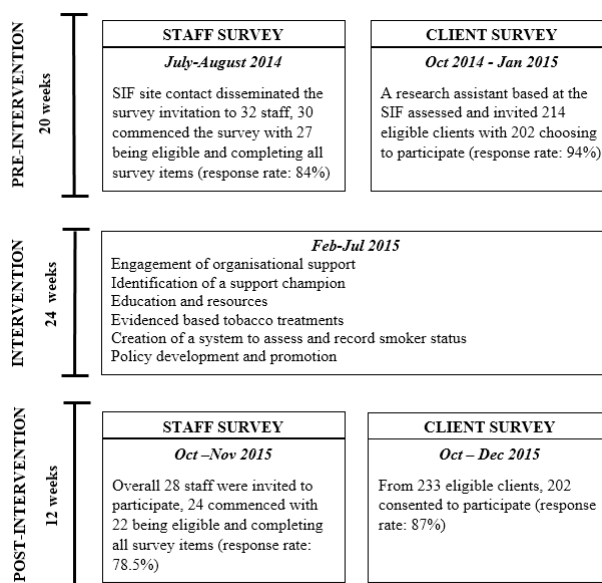 PRE-INTERVENTION
20 weeks
STAFF SURVEY
July-August 2014
SIF site contact disseminated the
survey invitation to 32 staff, 30
commenced the survey with 27
being eligible and completing all
survey items (response rate: 84%)
CLIENT SURVEY
Oct 2014 - Jan 2015
A research assistant based at the
SIF assessed and invited 214
eligible clients with 202 choosing
to participate (response rate: 94%)
INTERVENTION
24 weeks
Feb-Jul 2015
Engagement of organisational support
Identification of a support champion
Education and resources
Evidenced based tobacco treatments
Creation of a system to assess and record smoker status
Policy development and promotion
POST-INTERVENTION
12 weeks
STAFF SURVEY
Oct –Nov 2015
Overall 28 staff were invited to
participate, 24 commenced with
22 being eligible and completing
all survey items (response rate:
78.5%)
CLIENT SURVEY
Oct – Dec 2015
From 233 eligible clients, 202
consented to participate (response
rate: 87%)